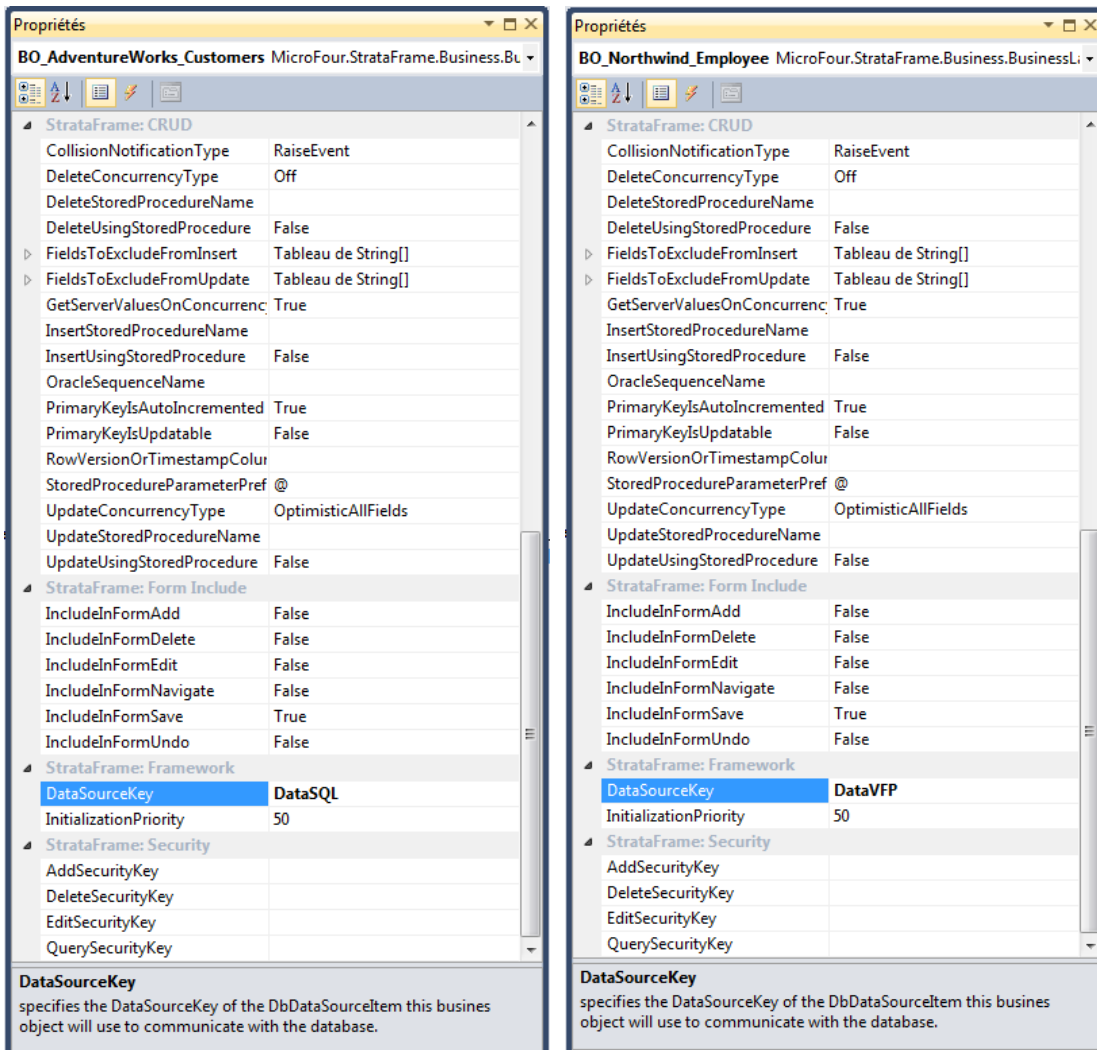 Propriétés
BO_AdventureWorks_Customers MicroFour.StrataFrame.Business.Bu
StrataFrame: CRUD
CollisionNotificationType RaiseEvent
DeleteConcurrencyType Off
DeleteStoredProcedureName
DeleteUsingStoredProcedure False
FieldsToExcludeFromInsert Tableau de String[]
FieldsToExcludeFromUpdate Tableau de String[]
GetServerValuesOnConcurrency True
InsertStoredProcedureName
InsertUsingStoredProcedure False
OracleSequenceName
PrimaryKeyIsAutoIncremented True
PrimaryKeyIsUpdatable False
RowVersionOrTimestampColur
StoredProcedureParameterPref @
UpdateConcurrencyType OptimisticAllFields
UpdateStoredProcedureName
UpdateUsingStoredProcedure False
StrataFrame: Form Include
IncludeInFormAdd False
IncludeInFormDelete False
IncludeInFormEdit False
IncludeInFormNavigate False
IncludeInFormSave True
IncludeInFormUndo False
StrataFrame: Framework
DataSourceKey DataSQL
InitializationPriority 50
StrataFrame: Security
AddSecurityKey
DeleteSecurityKey
EditSecurityKey
QuerySecurityKey
DataSourceKey
specifies the DataSourceKey of the DbDataSourceItem this busines
object will use to communicate with the database.
Propriétés
BO_Northwind_Employee MicroFour.StrataFrame.Business.BusinessLa
StrataFrame: CRUD
CollisionNotificationType RaiseEvent
DeleteConcurrencyType Off
DeleteStoredProcedureName
DeleteUsingStoredProcedure False
FieldsToExcludeFromInsert Tableau de String[]
FieldsToExcludeFromUpdate Tableau de String[]
GetServerValuesOnConcurrenc True
InsertStoredProcedureName
InsertUsingStoredProcedure False
OracleSequenceName
PrimaryKeyIsAutoIncremented True
PrimaryKeyIsUpdatable False
RowVersionOrTimestampColur
StoredProcedureParameterPref @
UpdateConcurrencyType OptimisticAllFields
UpdateStoredProcedureName
UpdateUsingStoredProcedure False
StrataFrame: Form Include
IncludeInFormAdd False
IncludeInFormDelete False
IncludeInFormEdit False
IncludeInFormNavigate False
IncludeInFormSave True
IncludeInFormUndo False
StrataFrame: Framework
DataSourceKey DataVFP
InitializationPriority 50
StrataFrame: Security
AddSecurityKey
DeleteSecurityKey
EditSecurityKey
QuerySecurityKey
DataSourceKey
specifies the DataSourceKey of the DbDataSourceItem this busines
object will use to communicate with the database.